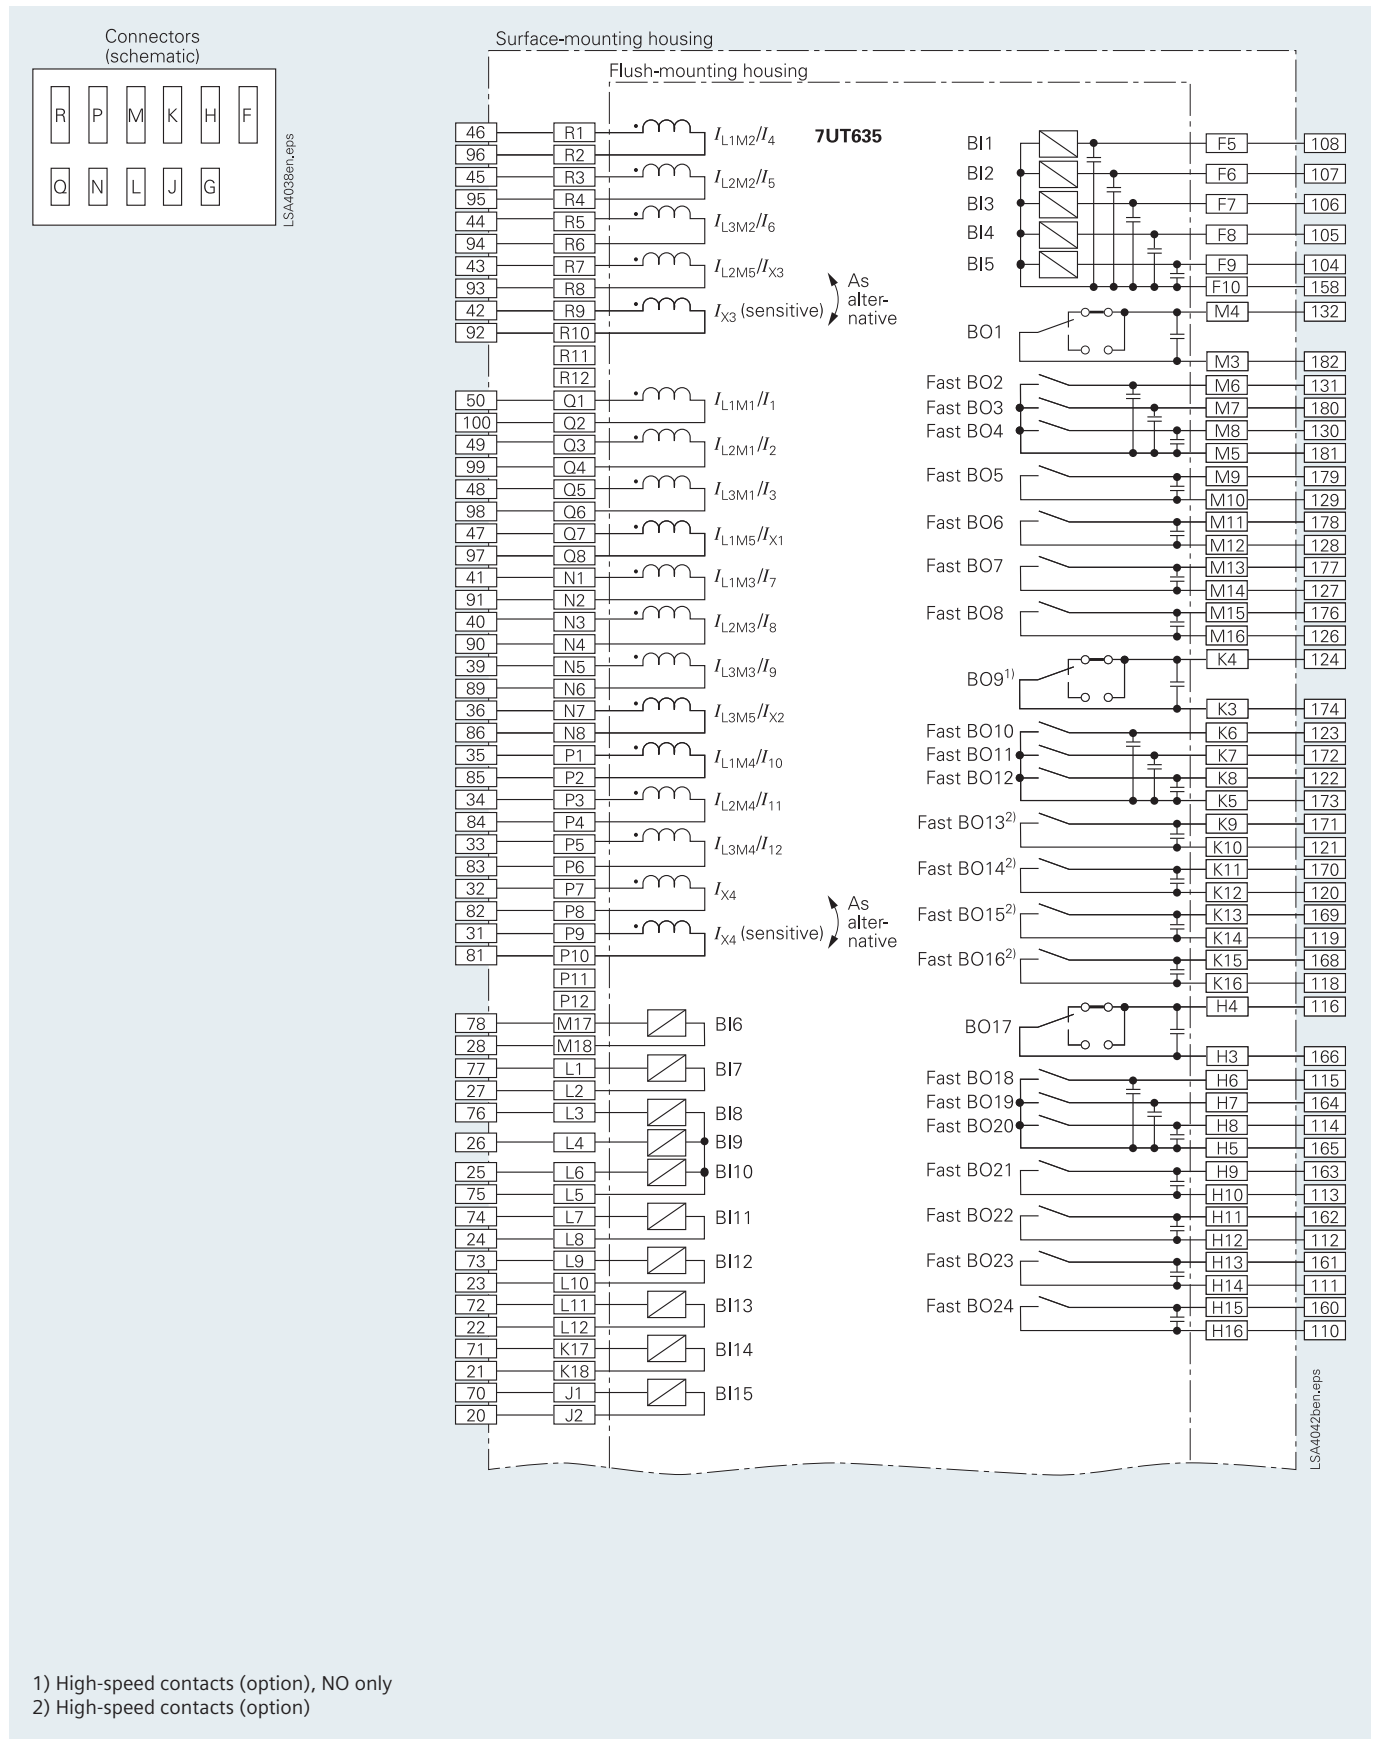 Connectors
(schematic)
R P M K H F
Q N L J G
LSA4038en.eps
Surface-mounting housing
Flush-mounting housing
7UT635
46 R1 IL1M2/I4
96 R2
45 R3 IL2M2/I5
95 R4
44 R5 IL3M2/I6
94 R6
43 R7 IL2M5/IX3
93 R8
42 R9 IX3 (sensitive)
92 R10
As
alter-
native
R11
R12
50 Q1 IL1M1/I1
100 Q2
49 Q3 IL2M1/I2
99 Q4
48 Q5 IL3M1/I3
98 Q6
47 Q7 IL1M5/IX1
97 Q8
41 N1 IL1M3/I7
91 N2
40 N3 IL2M3/I8
90 N4
39 N5 IL3M3/I9
89 N6
36 N7 IL3M5/IX2
86 N8
35 P1 IL1M4/I10
85 P2
34 P3 IL2M4/I11
84 P4
33 P5 IL3M4/I12
83 P6
32 P7 IX4
82 P8
31 P9 IX4 (sensitive)
81 P10
As
alter-
native
P11
P12
78 M17 BI6
28 M18
77 L1 BI7
27 L2
76 L3 BI8
26 L4 BI9
25 L6 BI10
75 L5
74 L7 BI11
24 L8
73 L9 BI12
23 L10
72 L11 BI13
22 L12
71 K17 BI14
21 K18
70 J1 BI15
20 J2
BI1 F5 108
BI2 F6 107
BI3 F7 106
BI4 F8 105
BI5 F9 104
F10 158
M4 132
BO1
M3 182
Fast BO2 M6 131
Fast BO3 M7 180
Fast BO4 M8 130
M5 181
Fast BO5 M9 179
M10 129
Fast BO6 M11 178
M12 128
Fast BO7 M13 177
M14 127
Fast BO8 M15 176
M16 126
K4 124
BO9 1)
K3 174
Fast BO10 K6 123
Fast BO11 K7 172
Fast BO12 K8 122
K5 173
Fast BO13 2) K9 171
K10 121
Fast BO14 2) K11 170
K12 120
Fast BO15 2) K13 169
K14 119
Fast BO16 2) K15 168
K16 118
H4 116
BO17
H3 166
Fast BO18 H6 115
Fast BO19 H7 164
Fast BO20 H8 114
H5 165
Fast BO21 H9 163
H10 113
Fast BO22 H11 162
H12 112
Fast BO23 H13 161
H14 111
Fast BO24 H15 160
H16 110
LSA4042ben.eps
1) High-speed contacts (option), NO only
2) High-speed contacts (option)